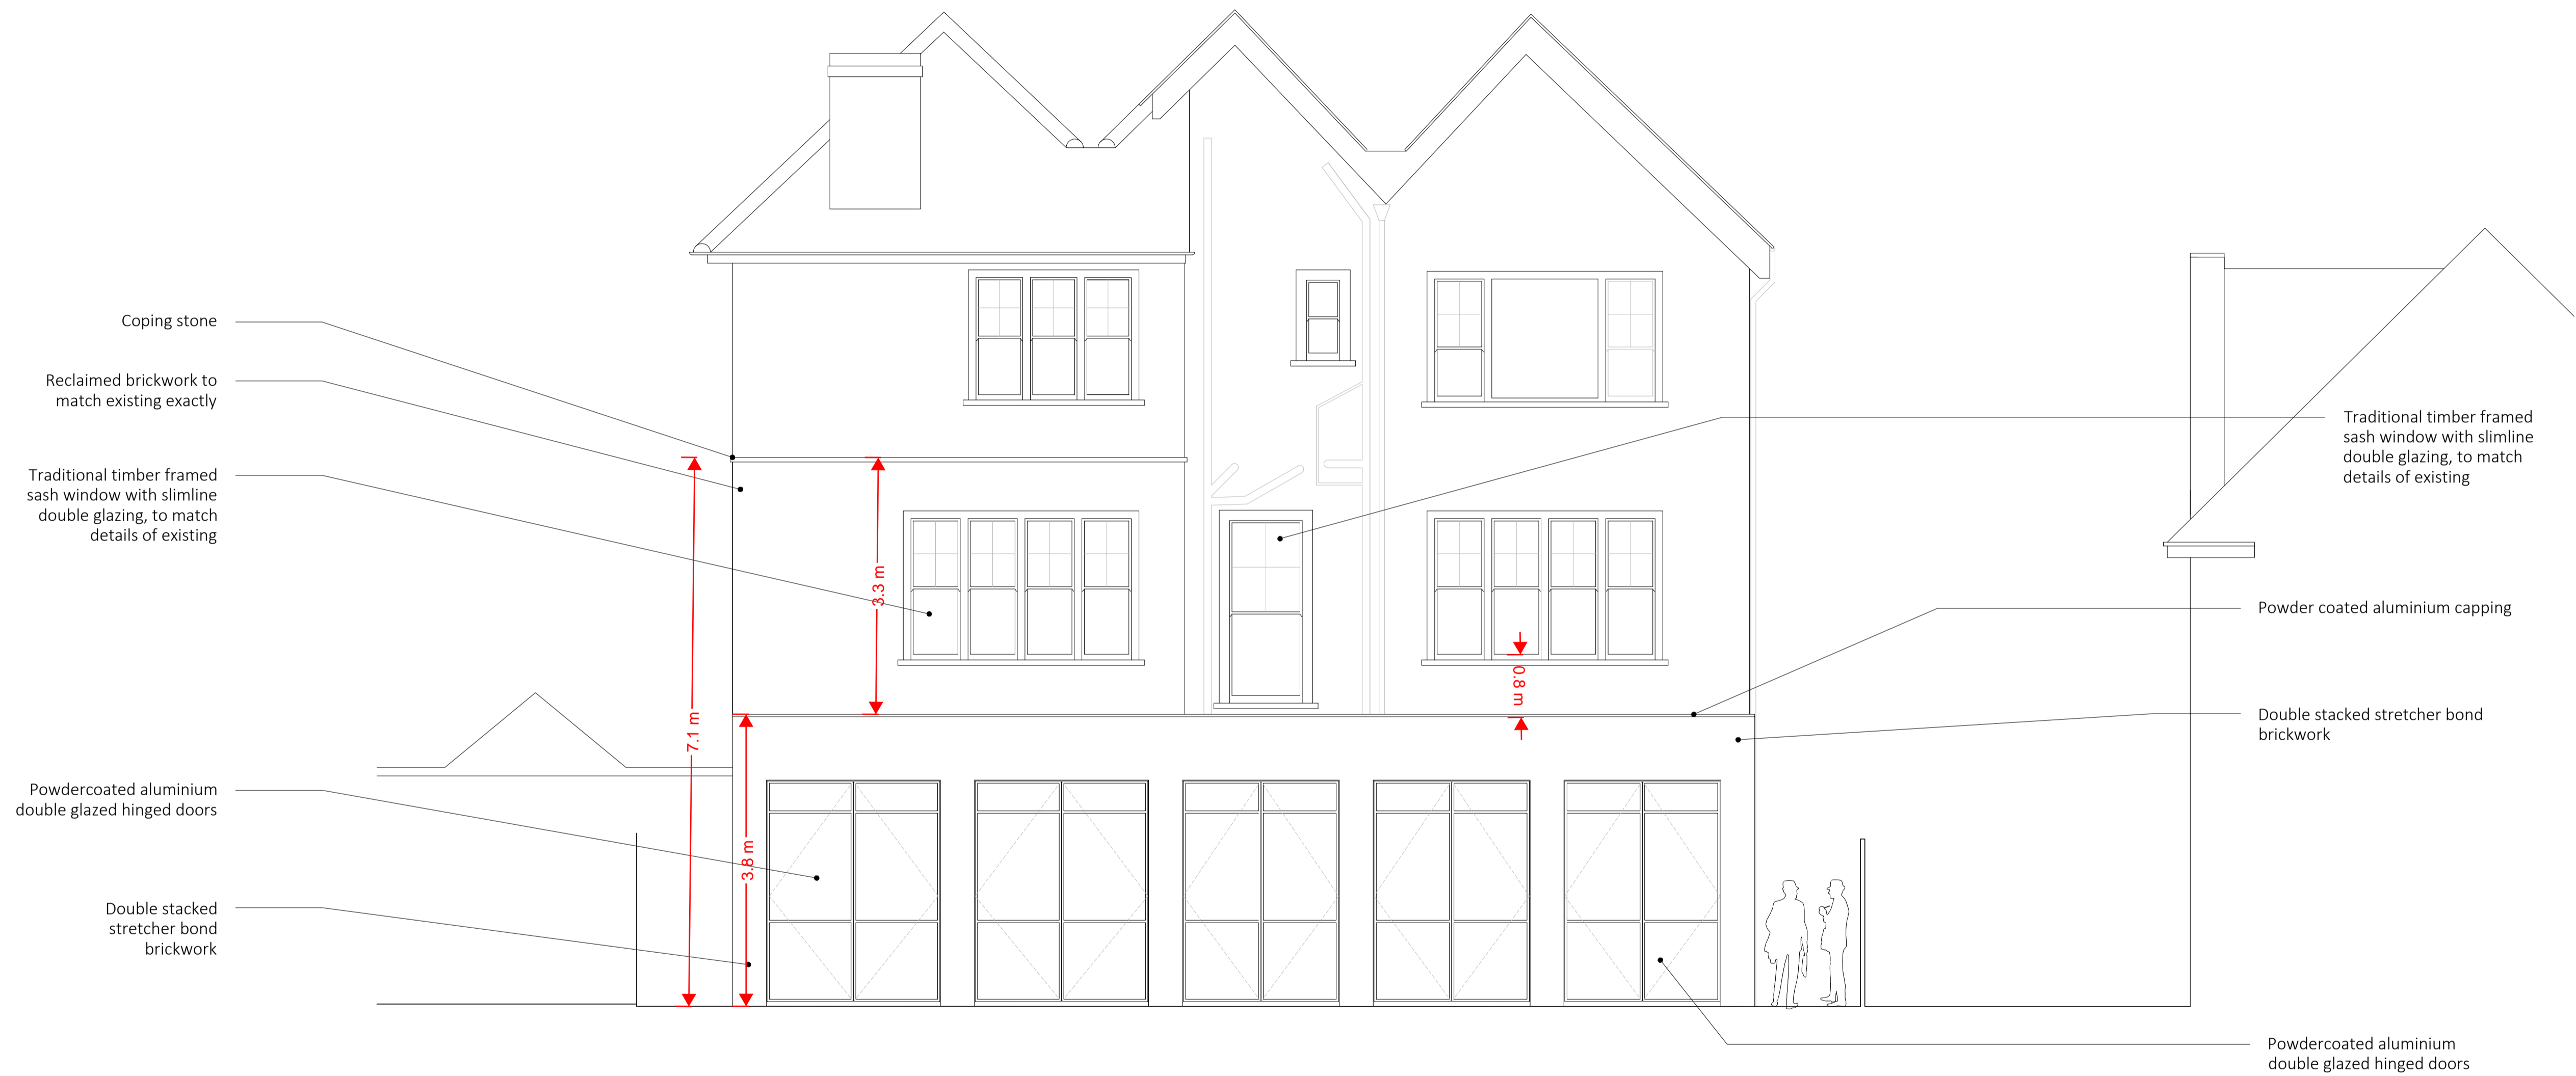 Coping stone
Reclaimed brickwork to
match existing exactly
Traditional timber framed
sash window with slimline
double glazing, to match
details of existing
Powdercoated aluminium
double glazed hinged doors
Double stacked
stretcher bond
brickwork
7.1 m
3.8 m
3.3 m
0.8 m
Traditional timber framed
sash window with slimline
double glazing, to match
details of existing
Powder coated aluminium capping
Double stacked stretcher bond
brickwork
Powdercoated aluminium
double glazed hinged doors